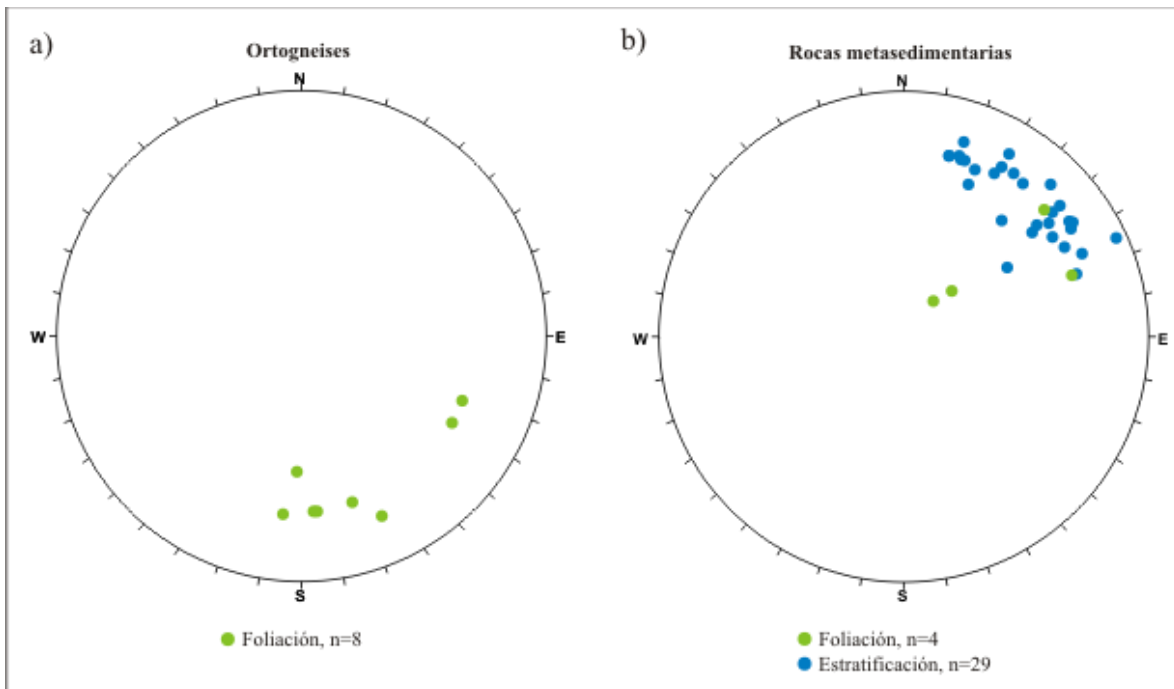 a)
Ortogneises
N
W
E
S
Foliación, n=8
b)
Rocas metasedimentarias
N
W
E
S
Foliación, n=4
Estratificación, n=29